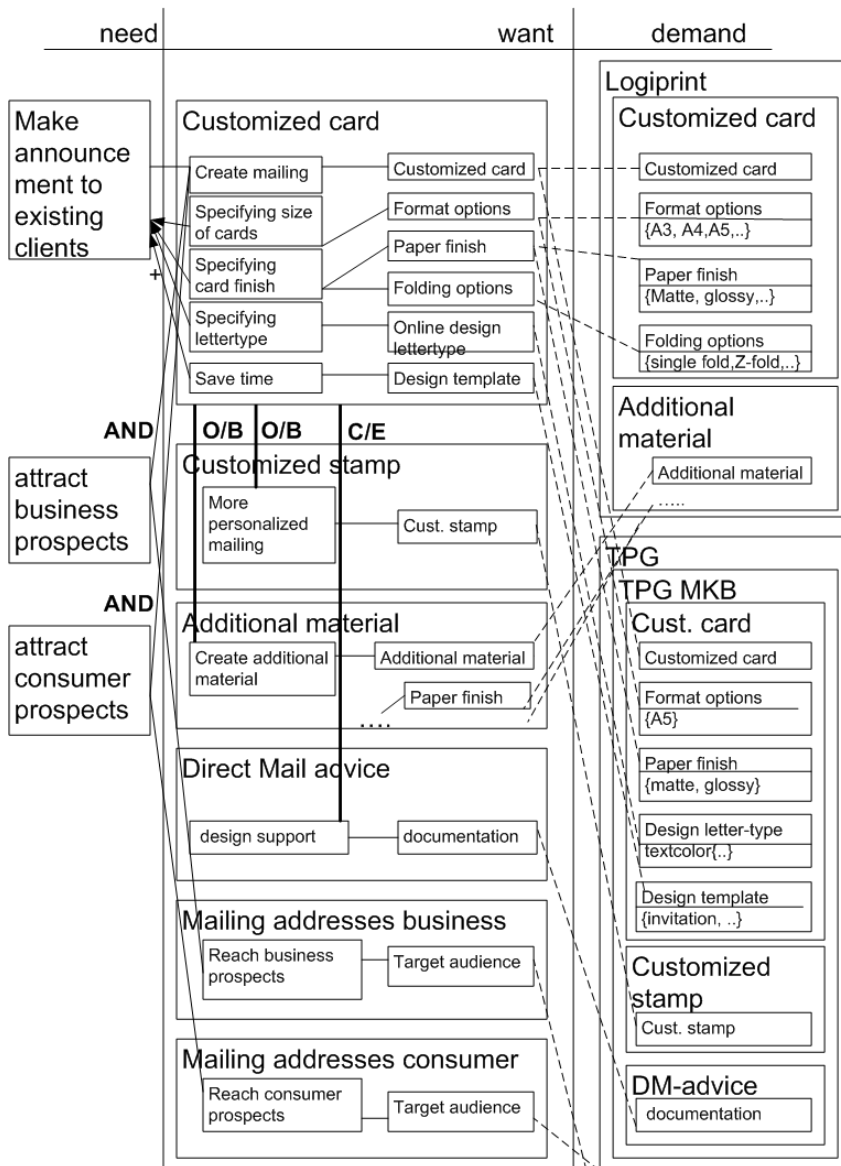 need
want
demand
Make
announce
ment to
existing
clients
+
AND
attract
business
prospects
AND
attract
consumer
prospects
Customized card
Create mailing
Customized card
Specifying size
of cards
Format options
Specifying
card finish
Paper finish
Folding options
Specifying
lettertype
Online design
lettertype
Save time
Design template
O/B
O/B
C/E
Customized stamp
More
personalized
mailing
Cust. stamp
Additional material
Create additional
material
Additional material
Paper finish
....
Direct Mail advice
design support
documentation
Mailing addresses business
Reach business
prospects
Target audience
Mailing addresses consumer
Reach consumer
prospects
Target audience
Logiprint
Customized card
Customized card
Format options
{A3, A4,A5,..}
Paper finish
{Matte, glossy,..}
Folding options
{single fold,Z-fold,..}
Additional
material
Additional material
.....
TPG
TPG MKB
Cust. card
Customized card
Format options
{A5}
Paper finish
{matte, glossy}
Design letter-type
textcolor{..}
Design template
{invitation, ..}
Customized
stamp
Cust. stamp
DM-advice
documentation